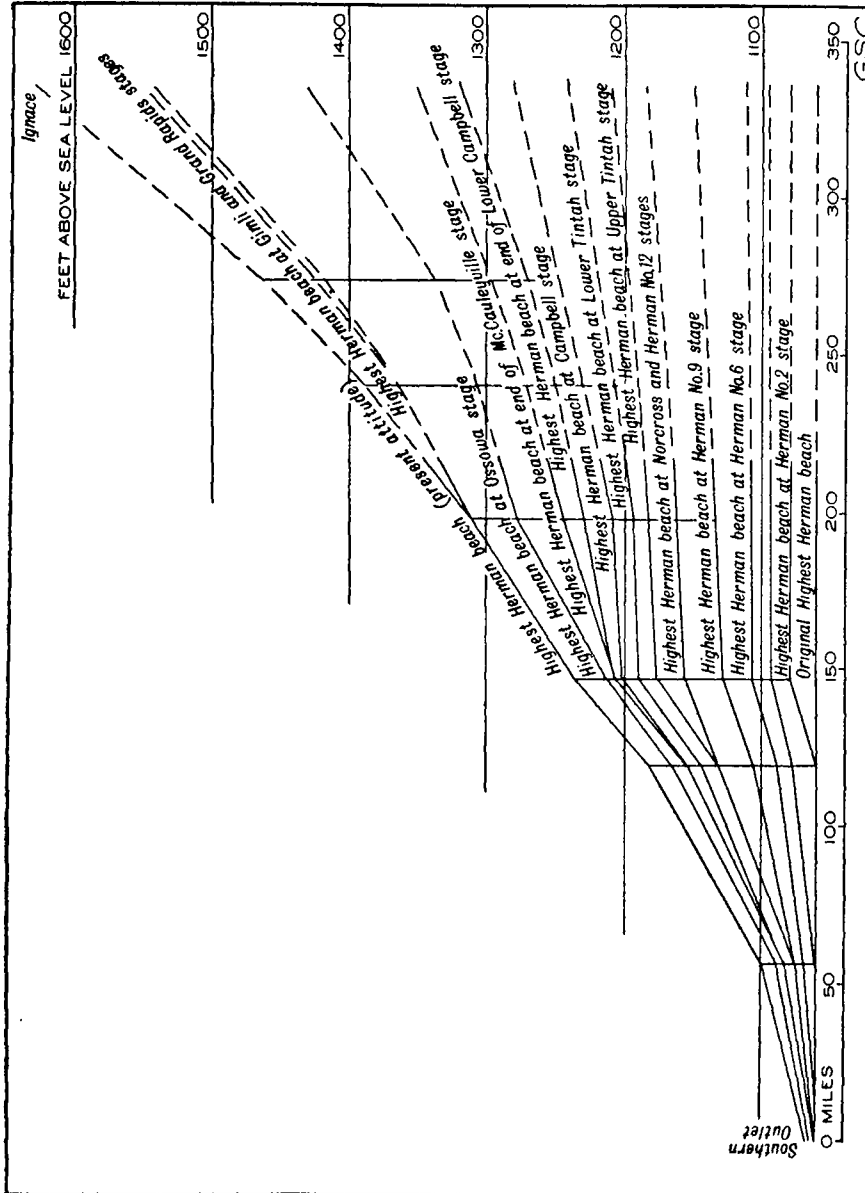 Ignace
FEET ABOVE SEA LEVEL 1600
1500
1400
1300
1200
1100
Highest Herman beach (present attitude)
Highest Herman beach at Gimli and Grand Rapids stages
Highest Herman beach at Ossowa stage
Highest Herman beach at end of Mc.Cauleyville stage
Highest Herman beach at end of Lower Campbell stage
Highest Herman beach at Campbell stage
Highest Herman beach at Lower Tintah stage
Highest Herman beach at Upper Tintah stage
Highest Herman beach at Norcross and Herman No.12 stages
Highest Herman beach at Herman No.9 stage
Highest Herman beach at Herman No.6 stage
Highest Herman beach at Herman No.2 stage
Original Highest Herman beach
Southern
Outlet
0 MILES
50
100
150
200
250
300
350
GSC